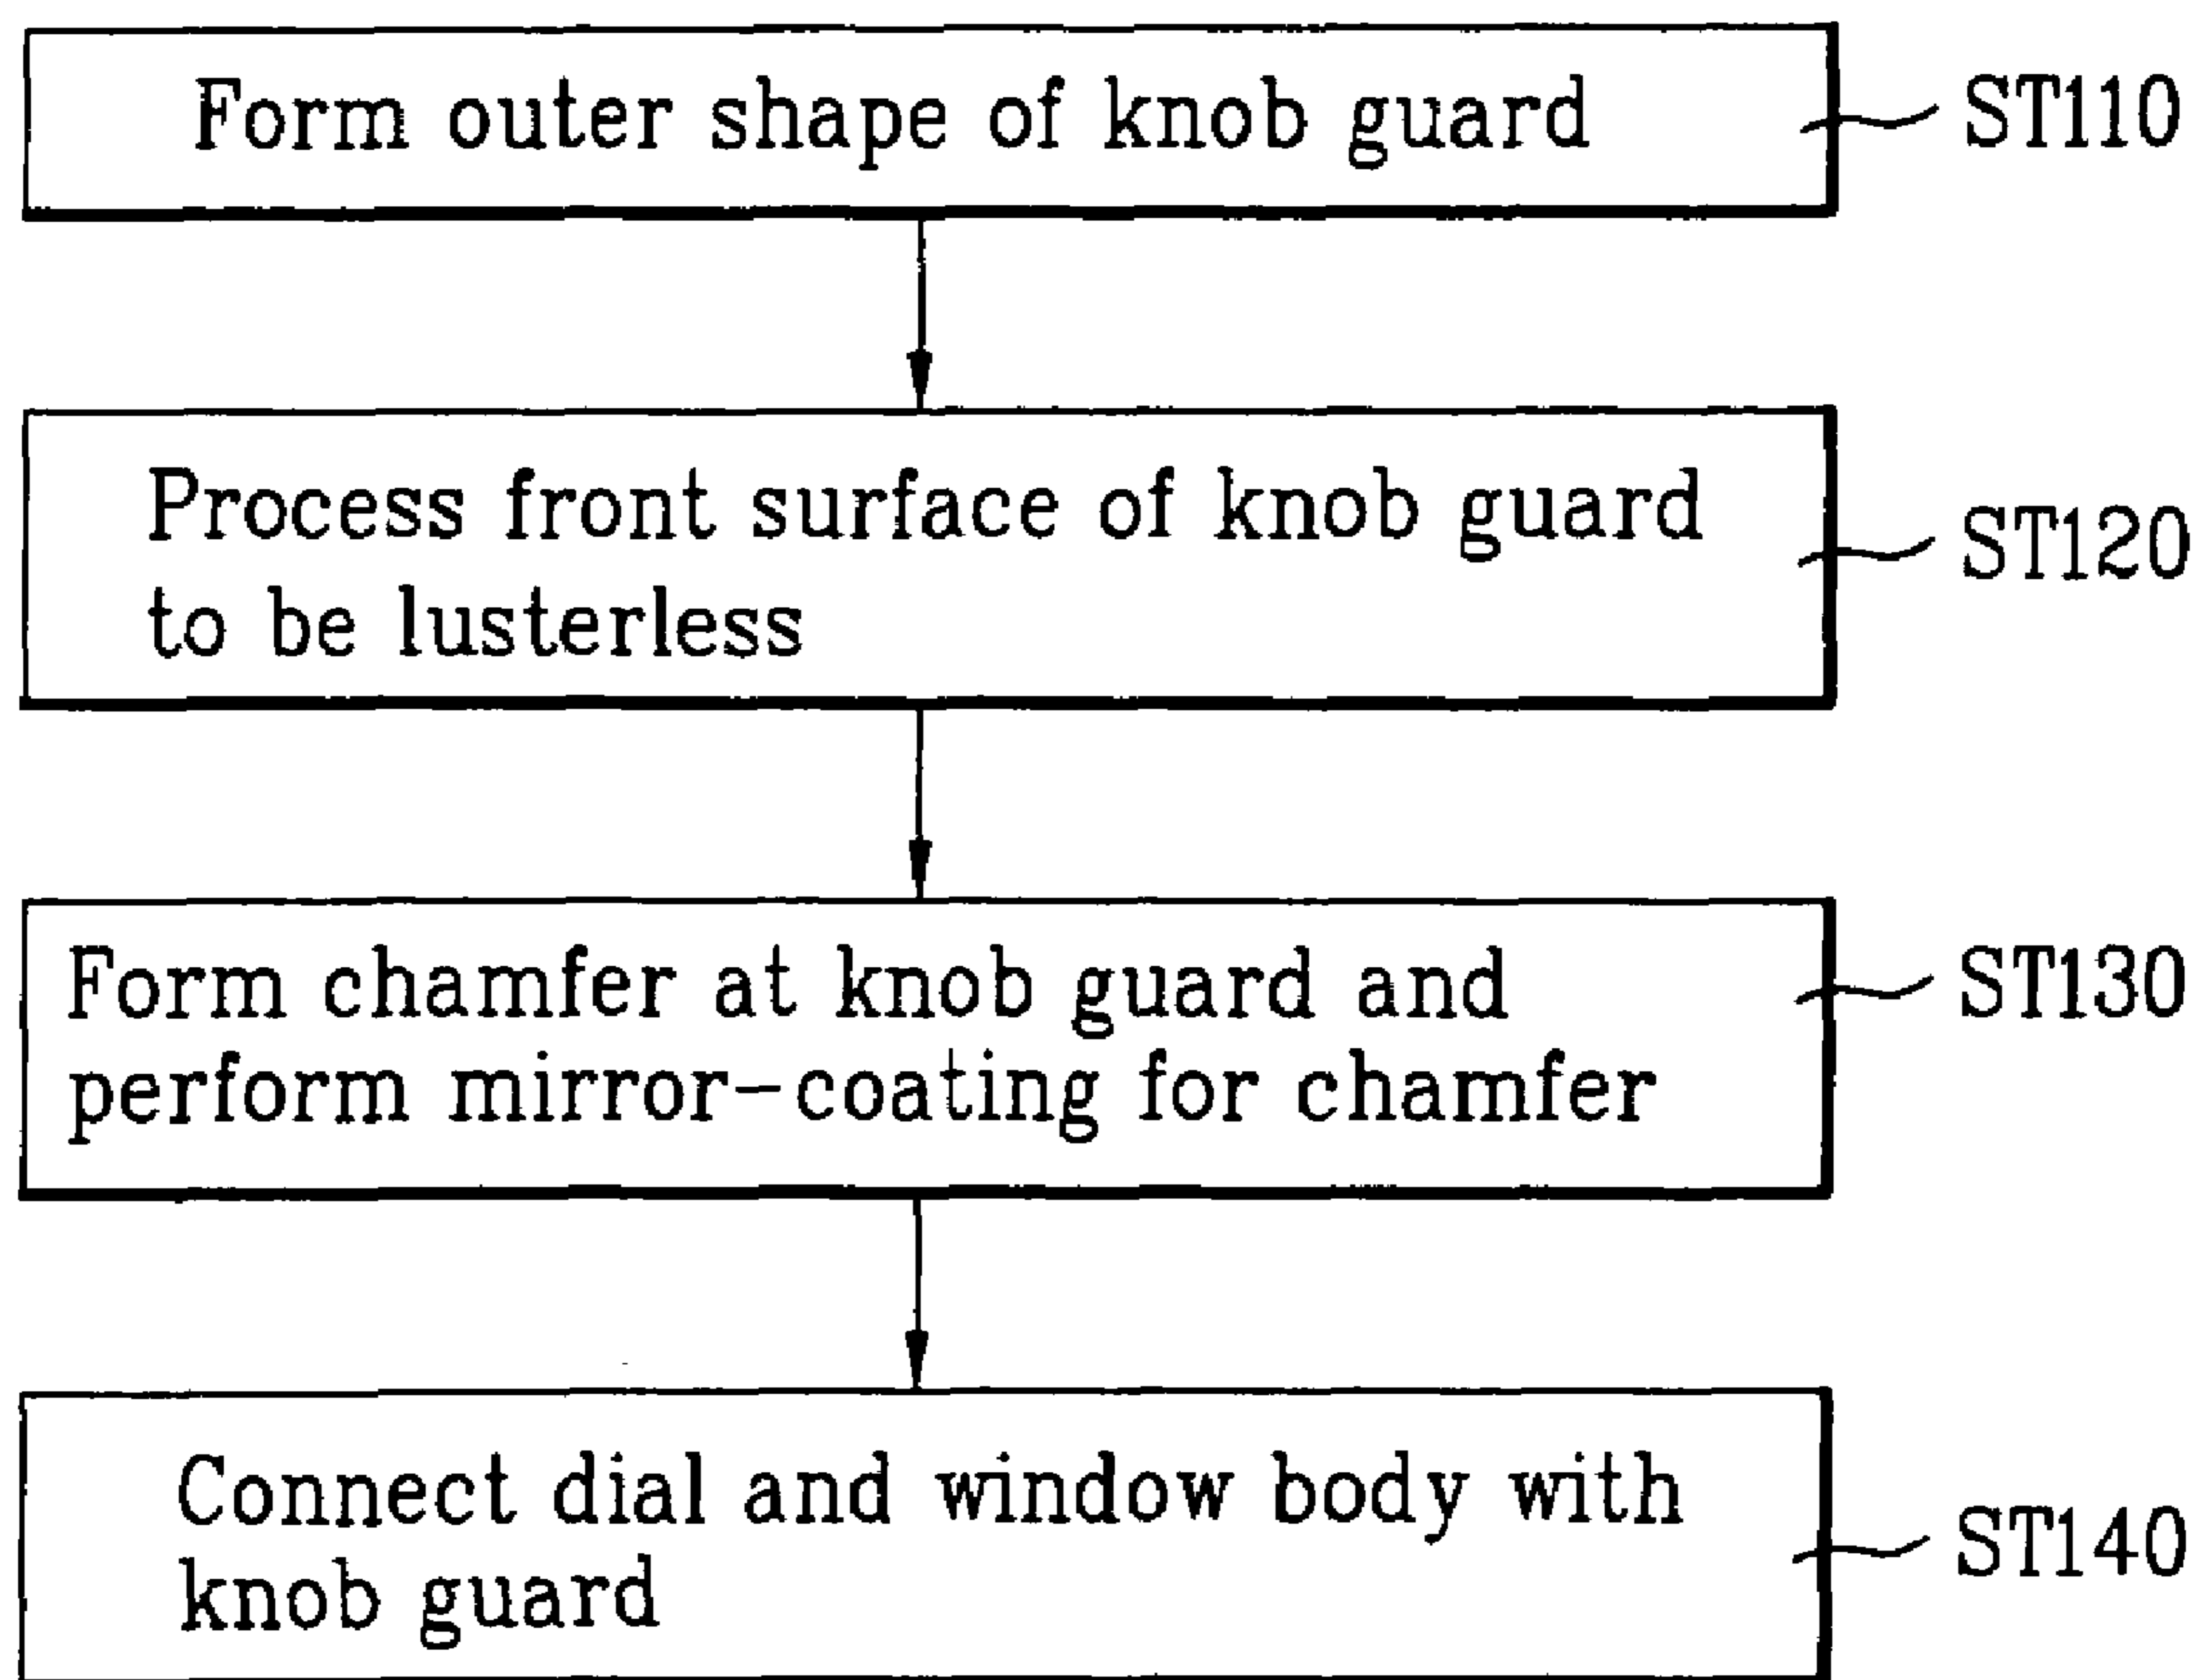 Form outer shape of knob guard
ST110
Process front surface of knob guard
to be lusterless
ST120
Form chamfer at knob guard and
perform mirror-coating for chamfer
ST130
Connect dial and window body with
knob guard
ST140